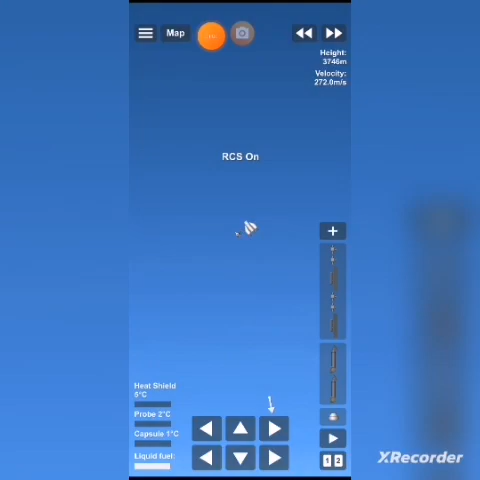 Map
Height:
3746m
Velocity:
272.0m/s
RCS On
Heat Shield
5°C
Probe 2°C
Capsule 1°C
Liquid fuel:
1 2
XRecorder